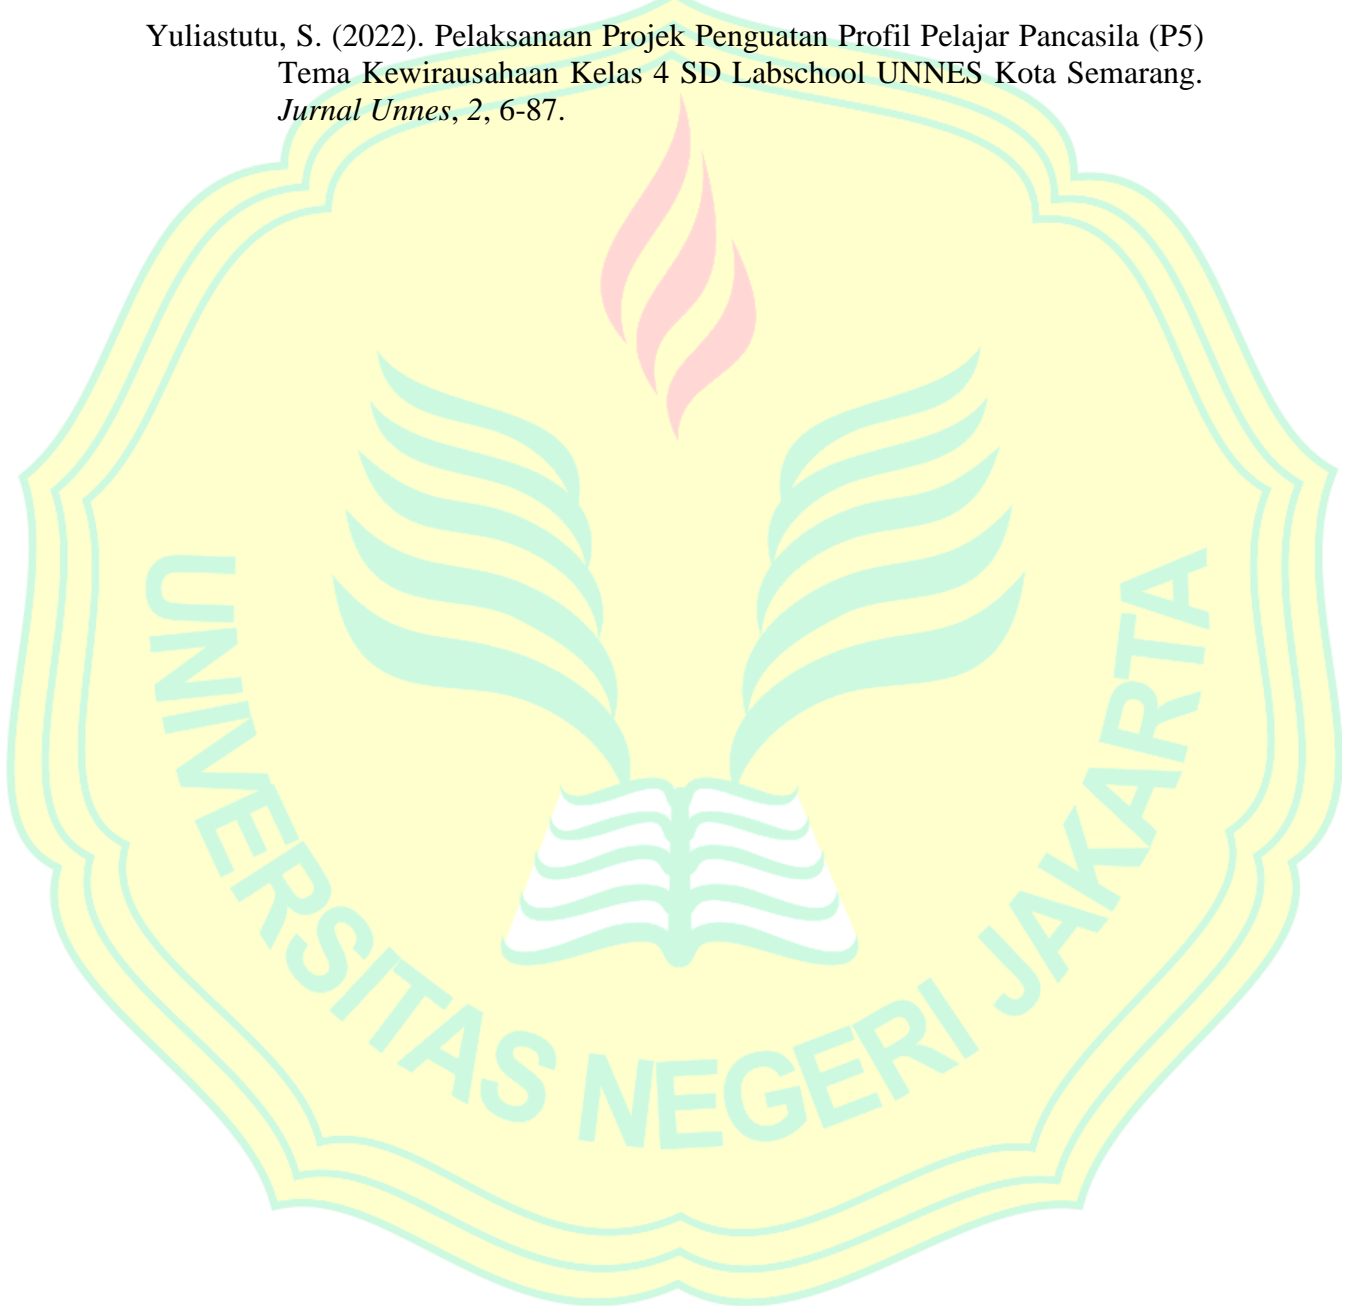 Yuliastutu, S. (2022). Pelaksanaan Projek Penguatan Profil Pelajar Pancasila (P5)
Tema Kewirausahaan Kelas 4 SD Labschool UNNES Kota Semarang.
Jurnal Unnes, 2, 6-87.
UNIVERSITAS NEGERI JAKARTA